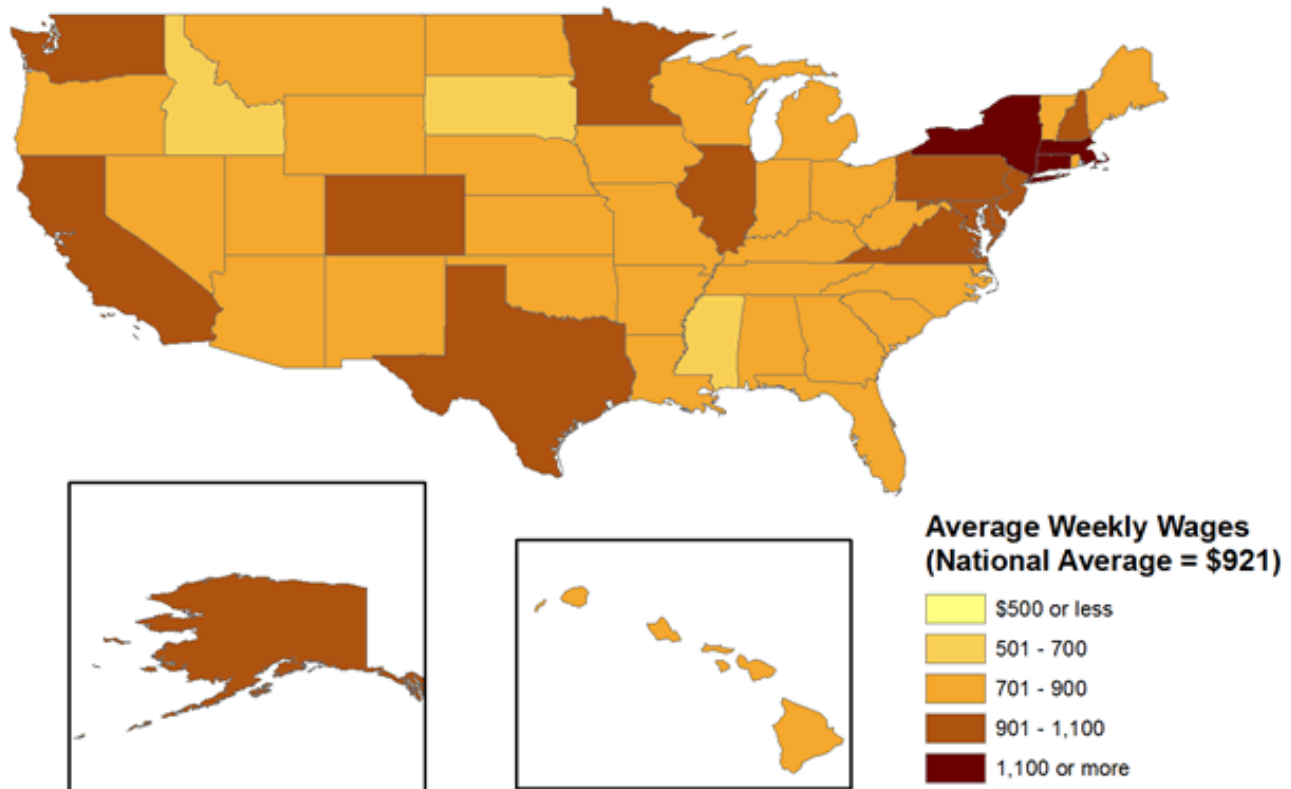 Average Weekly Wages
(National Average = $921)
$500 or less
501 - 700
701 - 900
901 - 1,100
1,100 or more